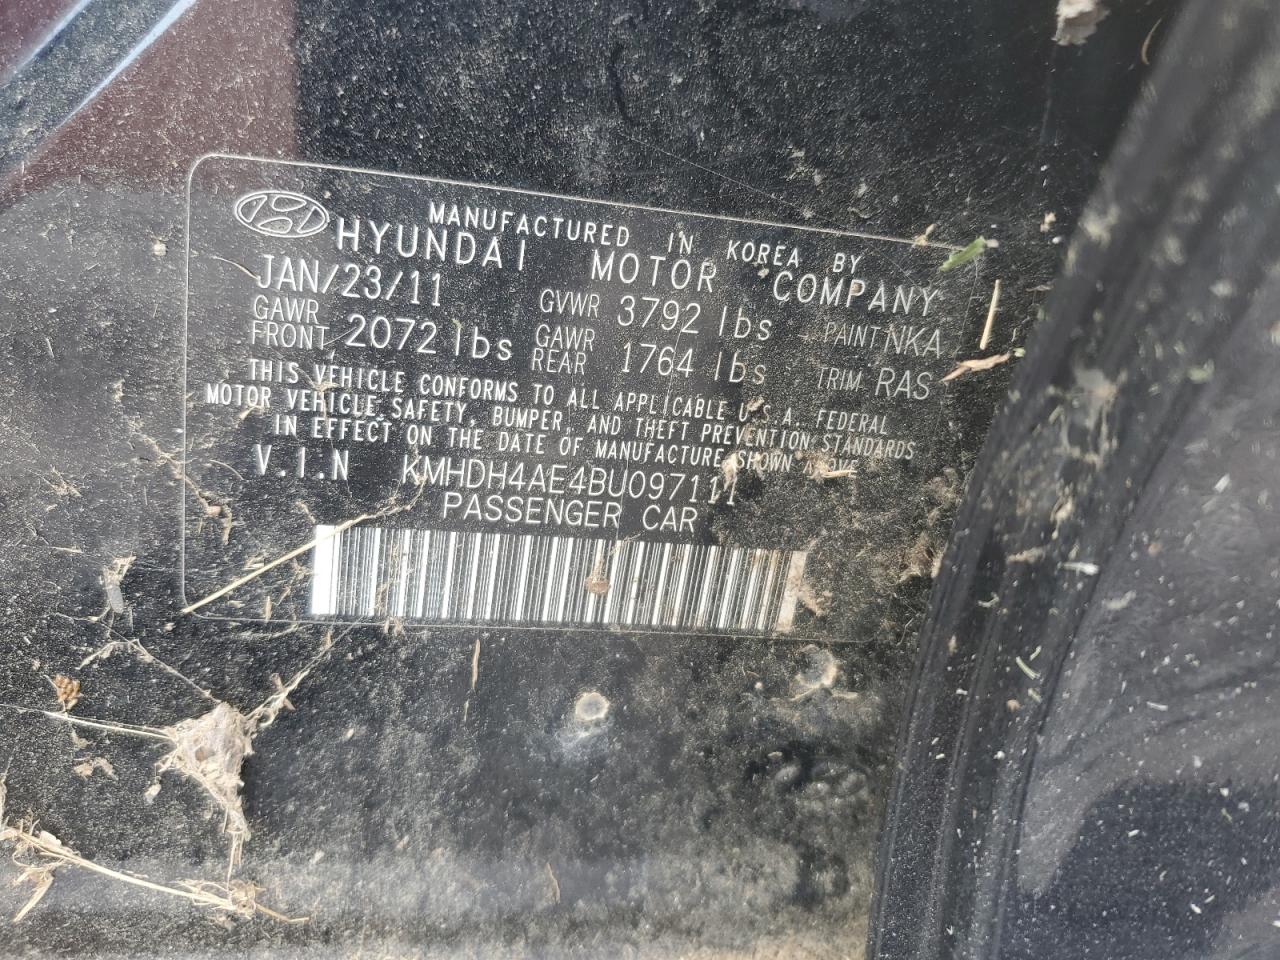 MANUFACTURED IN KOREA BY
HYUNDAI MOTOR COMPANY
JAN/23/11 GVWR 3792 lbs PAINT NKA
GAWR FRONT 2072 lbs GAWR REAR 1764 lbs TRIM RAS
THIS VEHICLE CONFORMS TO ALL APPLICABLE U.S.A. FEDERAL
MOTOR VEHICLE SAFETY, BUMPER, AND THEFT PREVENTION STANDARDS
IN EFFECT ON THE DATE OF MANUFACTURE SHOWN ABOVE
V.I.N KMHDH4AE4BU097111
PASSENGER CAR